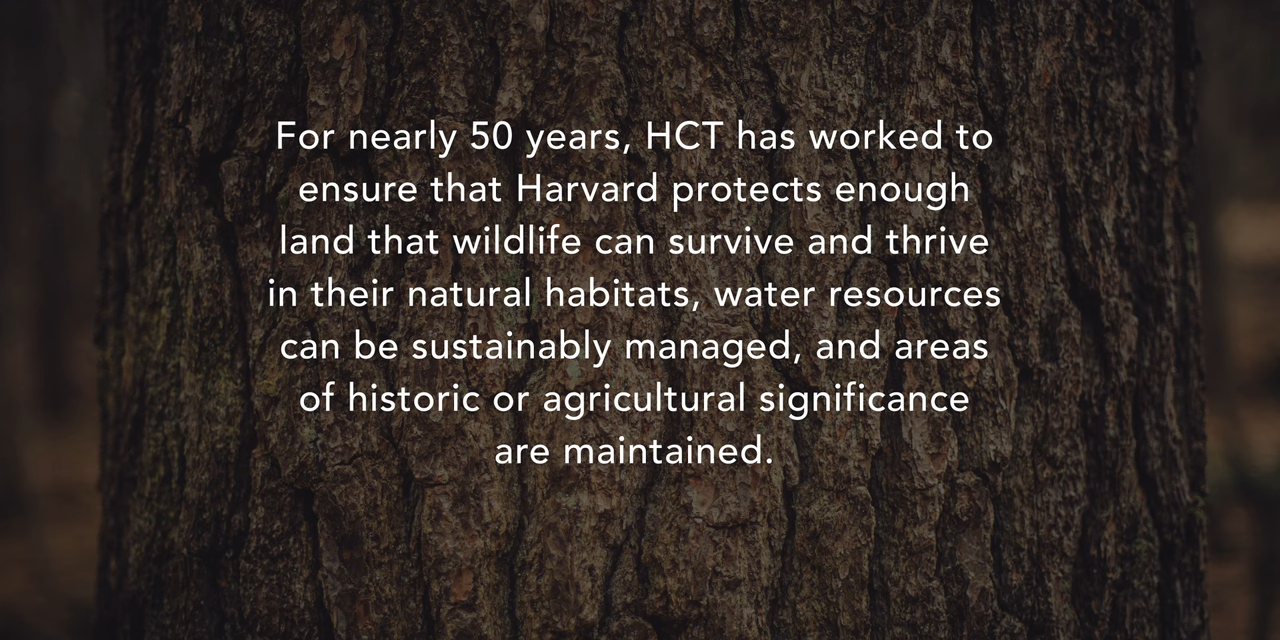 For nearly 50 years, HCT has worked to
ensure that Harvard protects enough
land that wildlife can survive and thrive
in their natural habitats, water resources
can be sustainably managed, and areas
of historic or agricultural significance
are maintained.